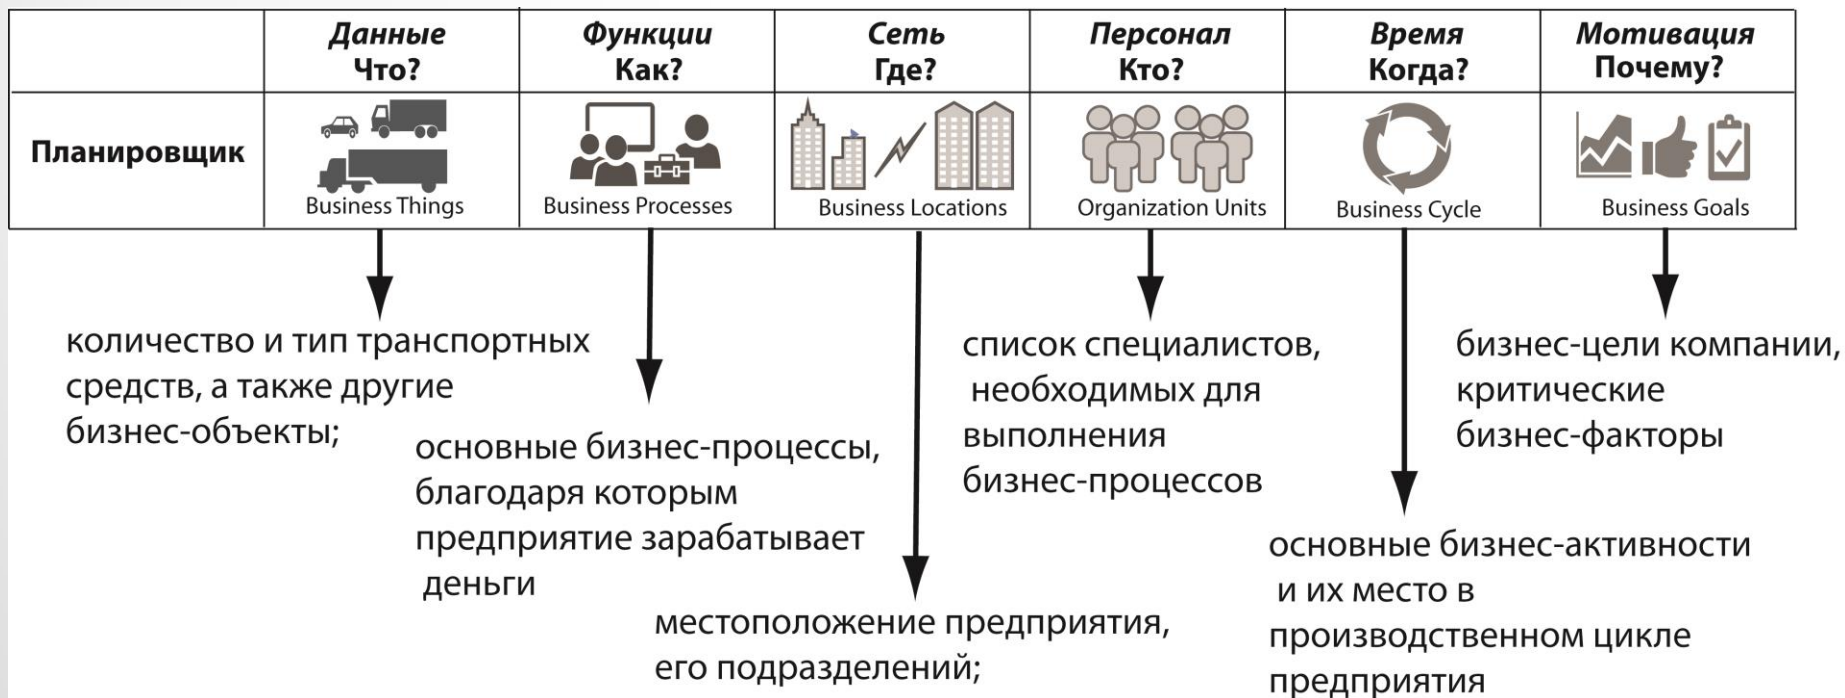 Данные
Что?
Функции
Как?
Сеть
Где?
Персонал
Кто?
Время
Когда?
Мотивация
Почему?
Планировщик
Business Things
Business Processes
Business Locations
Organization Units
Business Cycle
Business Goals
количество и тип транспортных
средств, а также другие
бизнес-объекты;
основные бизнес-процессы,
благодаря которым
предприятие зарабатывает
деньги
местоположение предприятия,
его подразделений;
список специалистов,
необходимых для
выполнения
бизнес-процессов
основные бизнес-активности
и их место в
производственном цикле
предприятия
бизнес-цели компании,
критические
бизнес-факторы